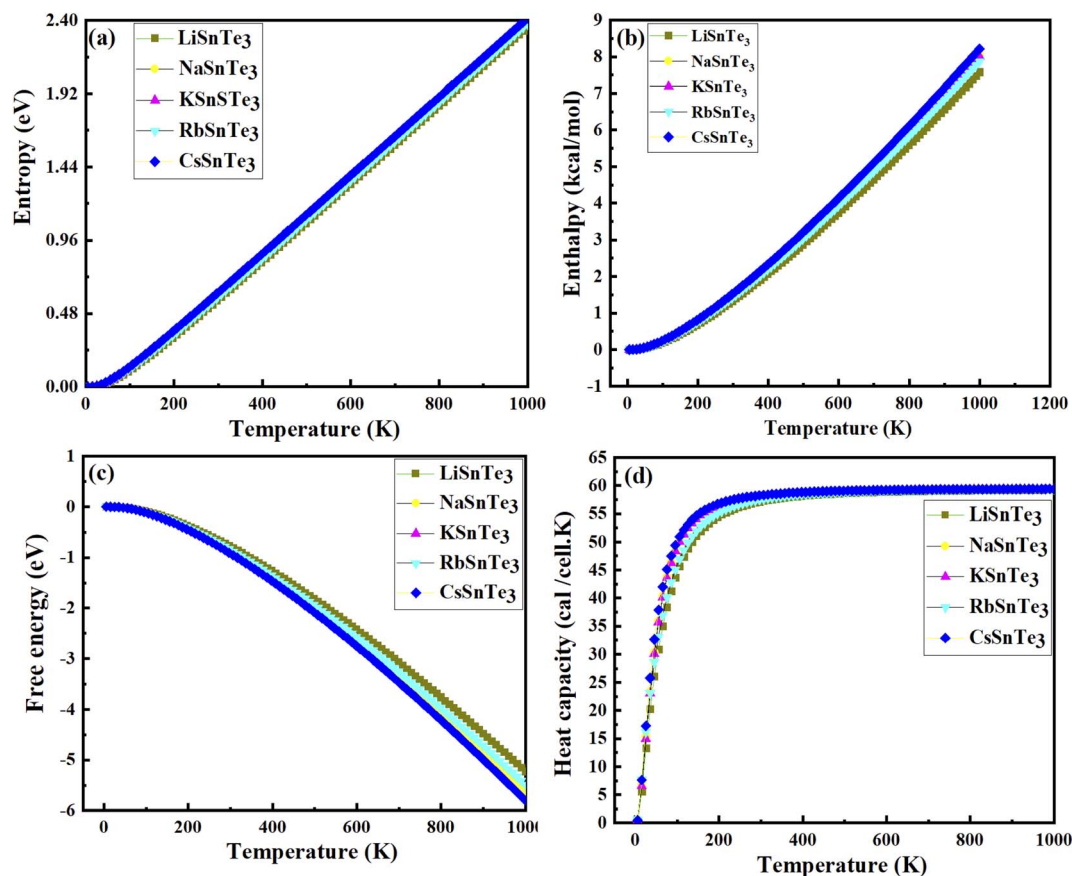 (a)
LiSnTe3
NaSnTe3
KSnSTe3
RbSnTe3
CsSnTe3
2.40
1.92
1.44
0.96
0.48
0.00
Entropy (eV)
0 200 400 600 800 1000
Temperature (K)
(b)
LiSnTe3
NaSnTe3
KSnTe3
RbSnTe3
CsSnTe3
9
8
7
6
5
4
3
2
1
0
-1
Enthalpy (kcal/mol)
0 200 400 600 800 1000 1200
Temperature (K)
(c)
LiSnTe3
NaSnTe3
KSnTe3
RbSnTe3
CsSnTe3
1
0
-1
-2
-3
-4
-5
-6
Free energy (eV)
0 200 400 600 800 1000
Temperature (K)
(d)
LiSnTe3
NaSnTe3
KSnTe3
RbSnTe3
CsSnTe3
65
60
55
50
45
40
35
30
25
20
15
10
5
0
Heat capacity (cal /cell.K)
0 200 400 600 800 1000
Temperature (K)